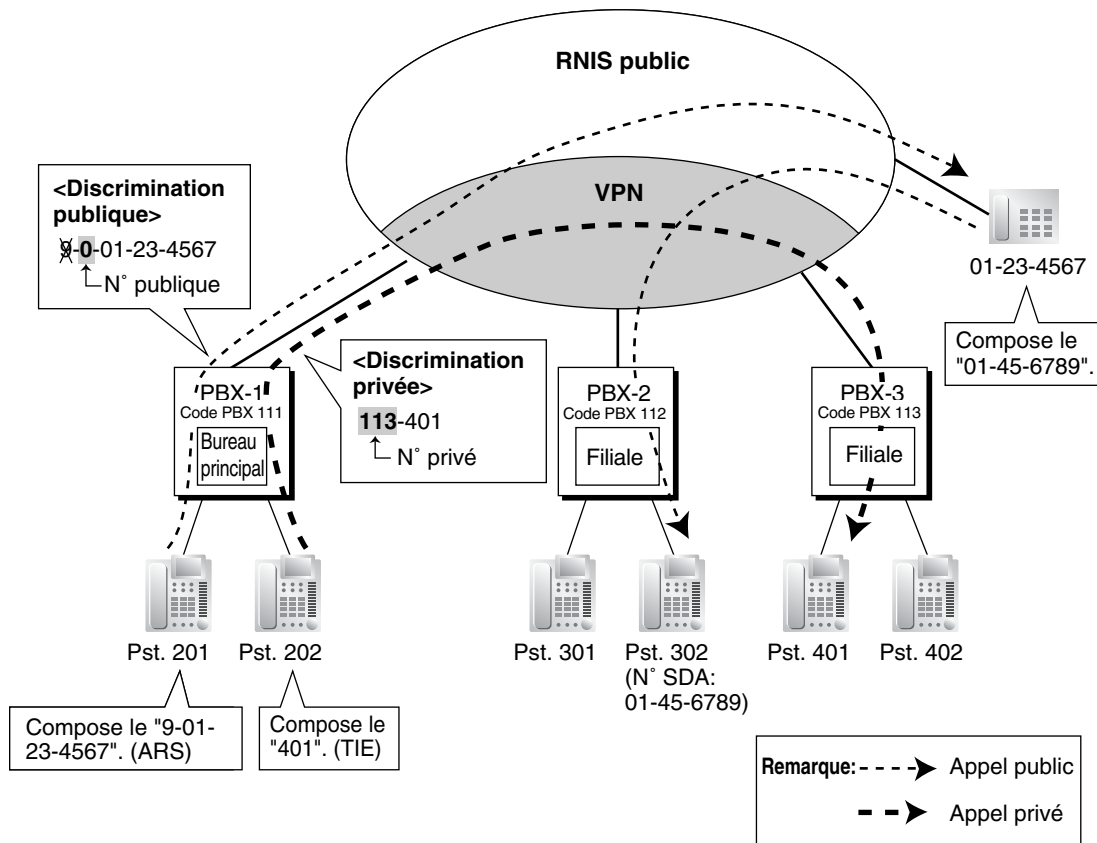 RNIS public
VPN
<Discrimination
publique>
9-0-01-23-4567
N° publique
01-23-4567
Compose le
"01-45-6789".
<Discrimination
privée>
113-401
N° privé
PBX-1
Code PBX 111
Bureau
principal
PBX-2
Code PBX 112
Filiale
PBX-3
Code PBX 113
Filiale
Pst. 201
Pst. 202
Pst. 301
Pst. 302
(N° SDA:
01-45-6789)
Pst. 401
Pst. 402
Compose le "9-01-
23-4567". (ARS)
Compose le
"401". (TIE)
Remarque:
Appel public
Appel privé